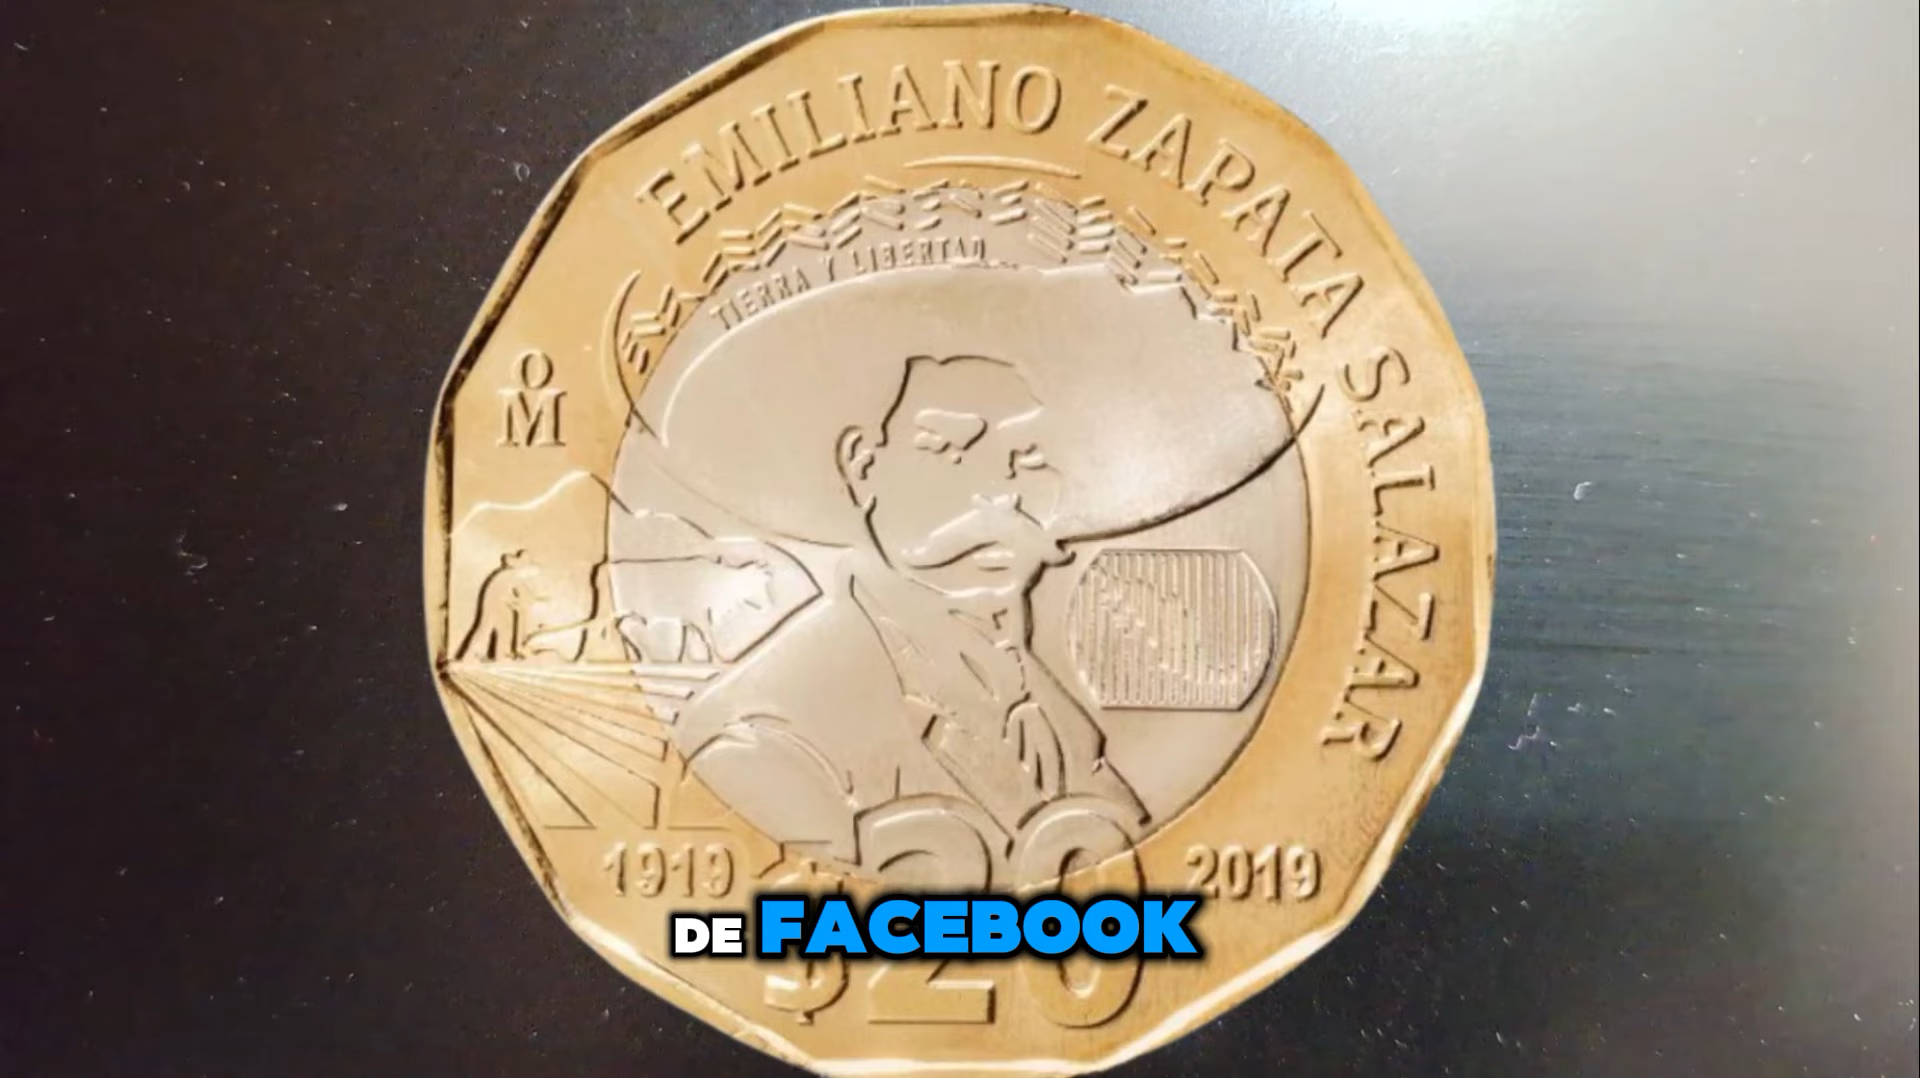 EMILIANO ZAPATA SALAZAR
TIERRA Y LIBERTAD
O
M
1919
2019
$20
DE FACEBOOK